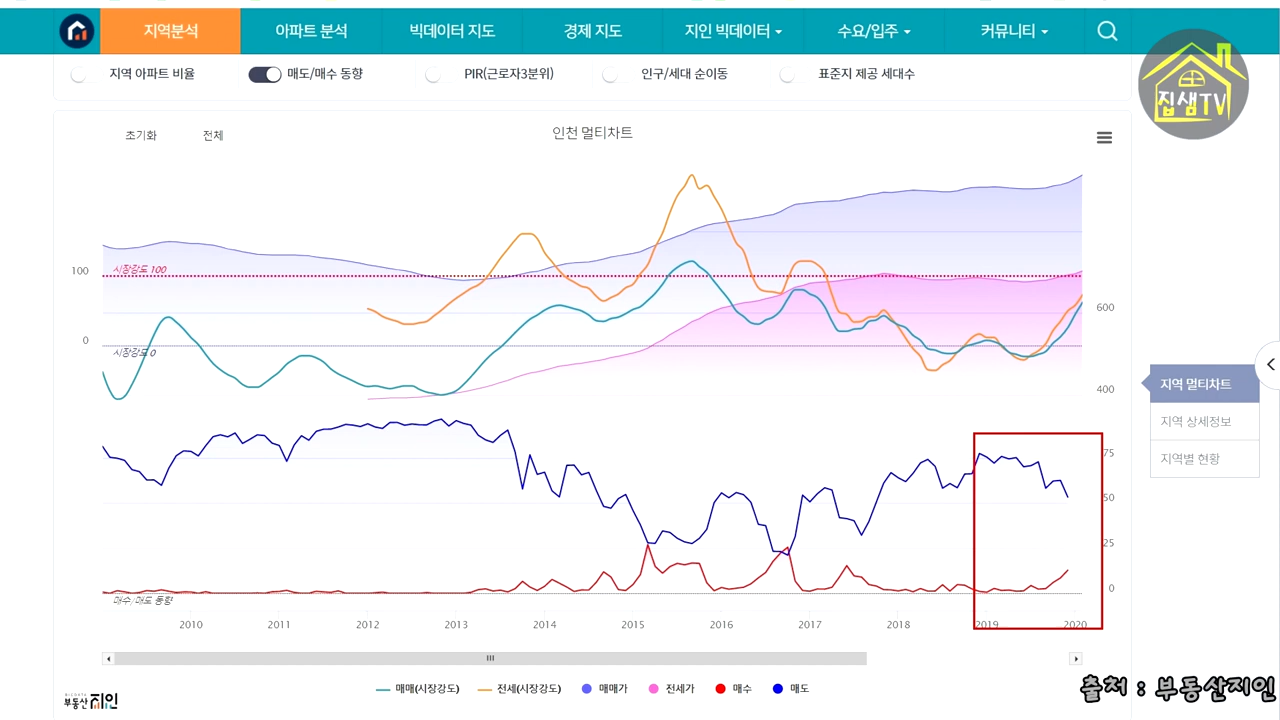 지역분석 아파트 분석 빅데이터 지도 경제 지도 지인 빅데이터 수요/입주 커뮤니티
지역 아파트 비율 매도/매수 동향 PIR(근로자3분위) 인구/세대 순이동 표준지 제공 세대수
집샘TV
초기화 전체 인천 멀티차트
시장강도 100
100
600
0
시장강도 0
400
지역 멀티차트
지역 상세정보
지역별 현황
75
50
25
0
매수/매도 동향
2010 2011 2012 2013 2014 2015 2016 2017 2018 2019 2020
매매(시장강도) 전세(시장강도) 매매가 전세가 매수 매도
부동산 지인
출처 : 부동산지인